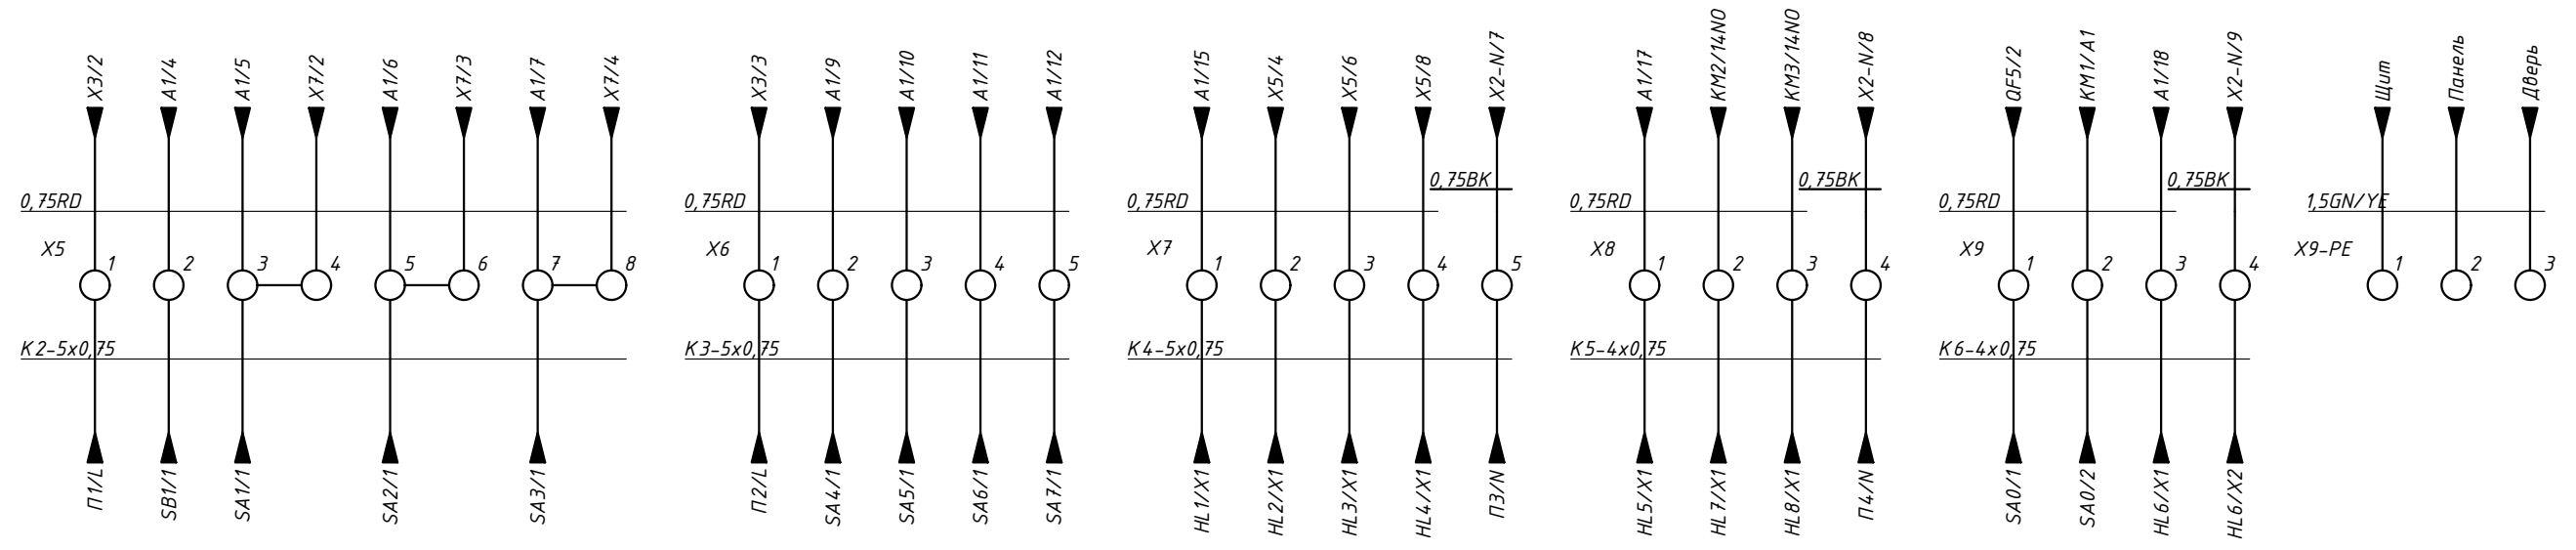 X3/2 A1/4 A1/5 X7/2 A1/6 X7/3 A1/7 X7/4 X3/3 A1/9 A1/10 A1/11 A1/12 A1/15 X5/4 X5/6 X5/8 X2-N/7 A1/17 KM2/14NO KM3/14NO X2-N/8 QF5/2 KM1/A1 A1/18 X2-N/9 Щит Панель Дверь
0,75BK 0,75BK 0,75BK
0,75RD 0,75RD 0,75RD 0,75RD 0,75RD 1,5GN/YE
X5 X6 X7 X8 X9 X9-PE
1 2 3 4 5 6 7 8 1 2 3 4 5 1 2 3 4 5 1 2 3 4 1 2 3 4 1 2 3
K2-5x0,75 K3-5x0,75 K4-5x0,75 K5-4x0,75 K6-4x0,75
П1/L SB1/1 SA1/1 SA2/1 SA3/1 П2/L SA4/1 SA5/1 SA6/1 SA7/1 HL1/X1 HL2/X1 HL3/X1 HL4/X1 П3/N HL5/X1 HL7/X1 HL8/X1 П4/N SA0/1 SA0/2 HL6/X1 HL6/X2